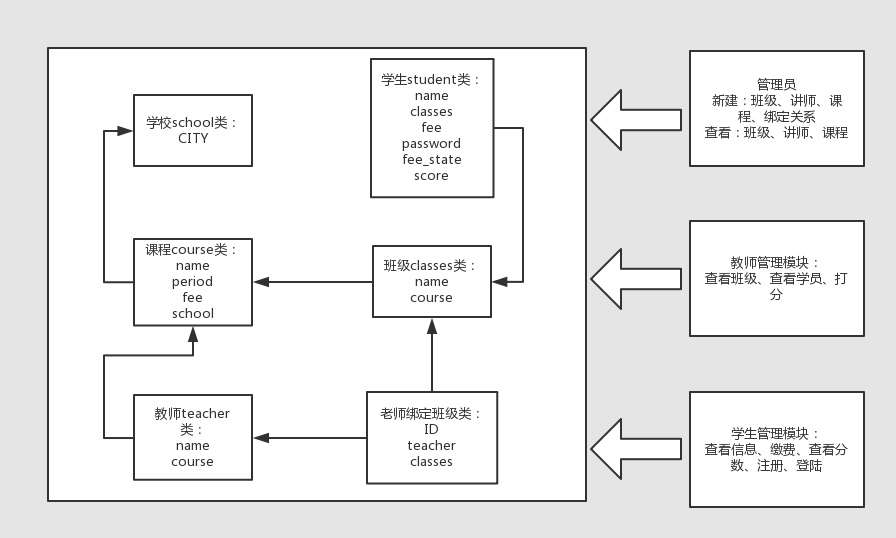 学校school类：
CITY
学生student类：
name
classes
fee
password
fee_state
score
课程course类：
name
period
fee
school
班级classes类：
name
course
教师teacher
类：
name
course
老师绑定班级类：
ID
teacher
classes
管理员
新建：班级、讲师、课
程、绑定关系
查看：班级、讲师、课程
教师管理模块：
查看班级、查看学员、打
分
学生管理模块：
查看信息、缴费、查看分
数、注册、登陆